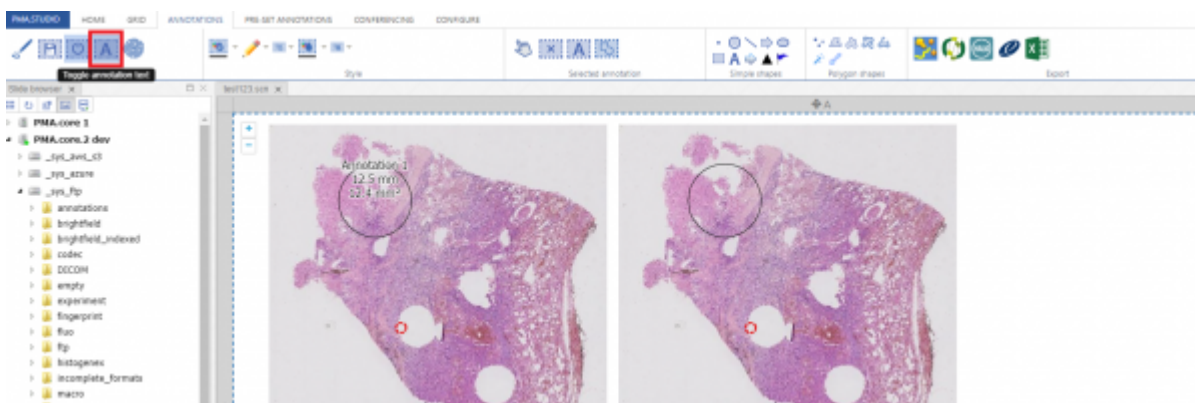 PMA.STUDIO HOME GRID ANNOTATIONS PRE-SET ANNOTATIONS CONFERENCING CONFIGURE
A A A
Toggle annotation text
Style Selected annotation Simple shapes Polygon shapes Export
Slide browser x test123.scn x
A
PMA.core 1
PMA.core.2 dev
_sys_aws_s3
_sys_azure
_sys_ftp
annotations
brightfield
brightfield_indexed
codec
DICOM
empty
experiment
fingerprint
fluo
ftp
histogenex
incomplete_formats
macro
Annotation 1
12.5 mm
12.4 mm²